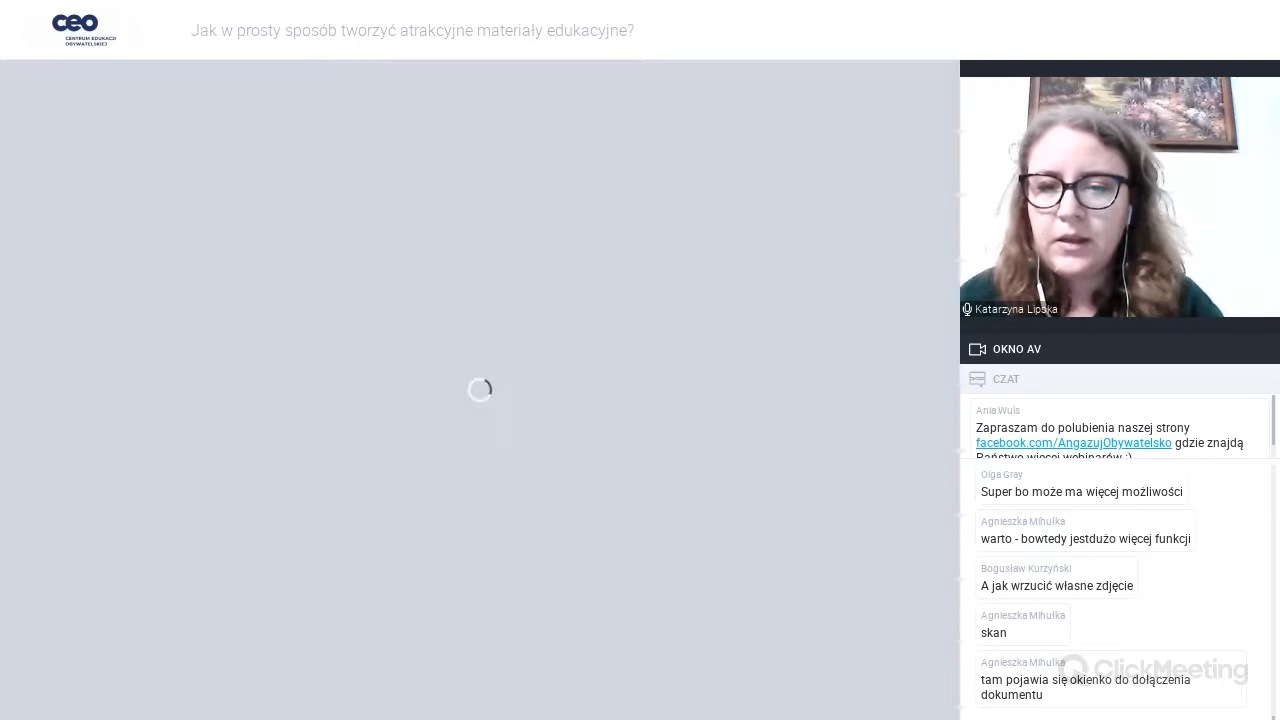 ceo
CENTRUM EDUKACJI
OBYWATELSKIEJ
Jak w prosty sposób tworzyć atrakcyjne materiały edukacyjne?
Katarzyna Lipska
OKNO AV
CZAT
Ania Wuls
Zapraszam do polubienia naszej strony
facebook.com/AngazujObywatelsko gdzie znajdą
Państwo więcej webinarów :)
Olga Gray
Super bo może ma więcej możliwości
Agnieszka Mihułka
warto - bowtedy jestdużo więcej funkcji
Bogusław Kurzyński
A jak wrzucić własne zdjęcie
Agnieszka Mihułka
skan
Agnieszka Mihułka
tam pojawia się okienko do dołączenia
dokumentu
ClickMeeting